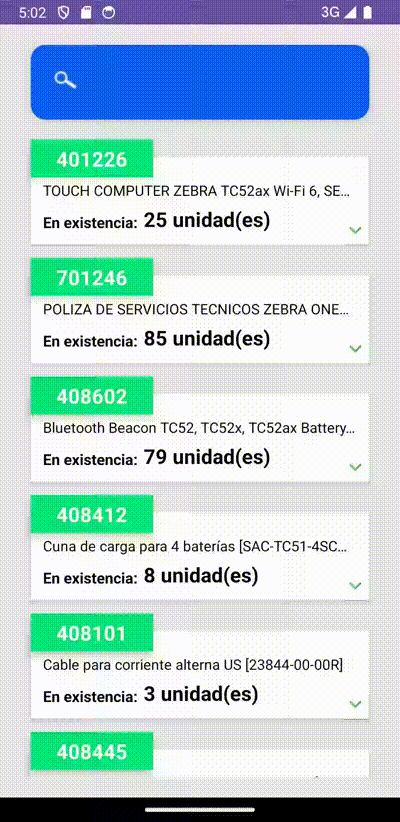 5:02 3G
401226
TOUCH COMPUTER ZEBRA TC52ax Wi-Fi 6, SE...
En existencia: 25 unidad(es)
701246
POLIZA DE SERVICIOS TECNICOS ZEBRA ONE...
En existencia: 85 unidad(es)
408602
Bluetooth Beacon TC52, TC52x, TC52ax Battery...
En existencia: 79 unidad(es)
408412
Cuna de carga para 4 baterías [SAC-TC51-4SC...
En existencia: 8 unidad(es)
408101
Cable para corriente alterna US [23844-00-00R]
En existencia: 3 unidad(es)
408445